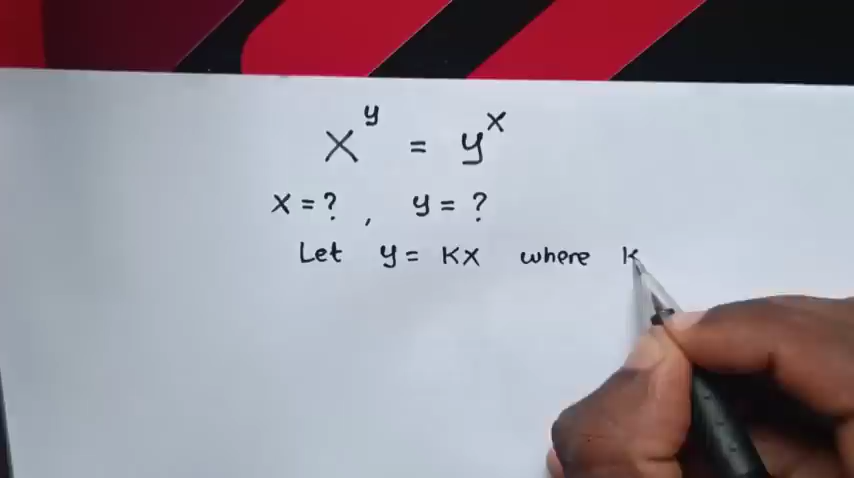 x^y = y^x
x = ? , y = ?
Let y = Kx where K